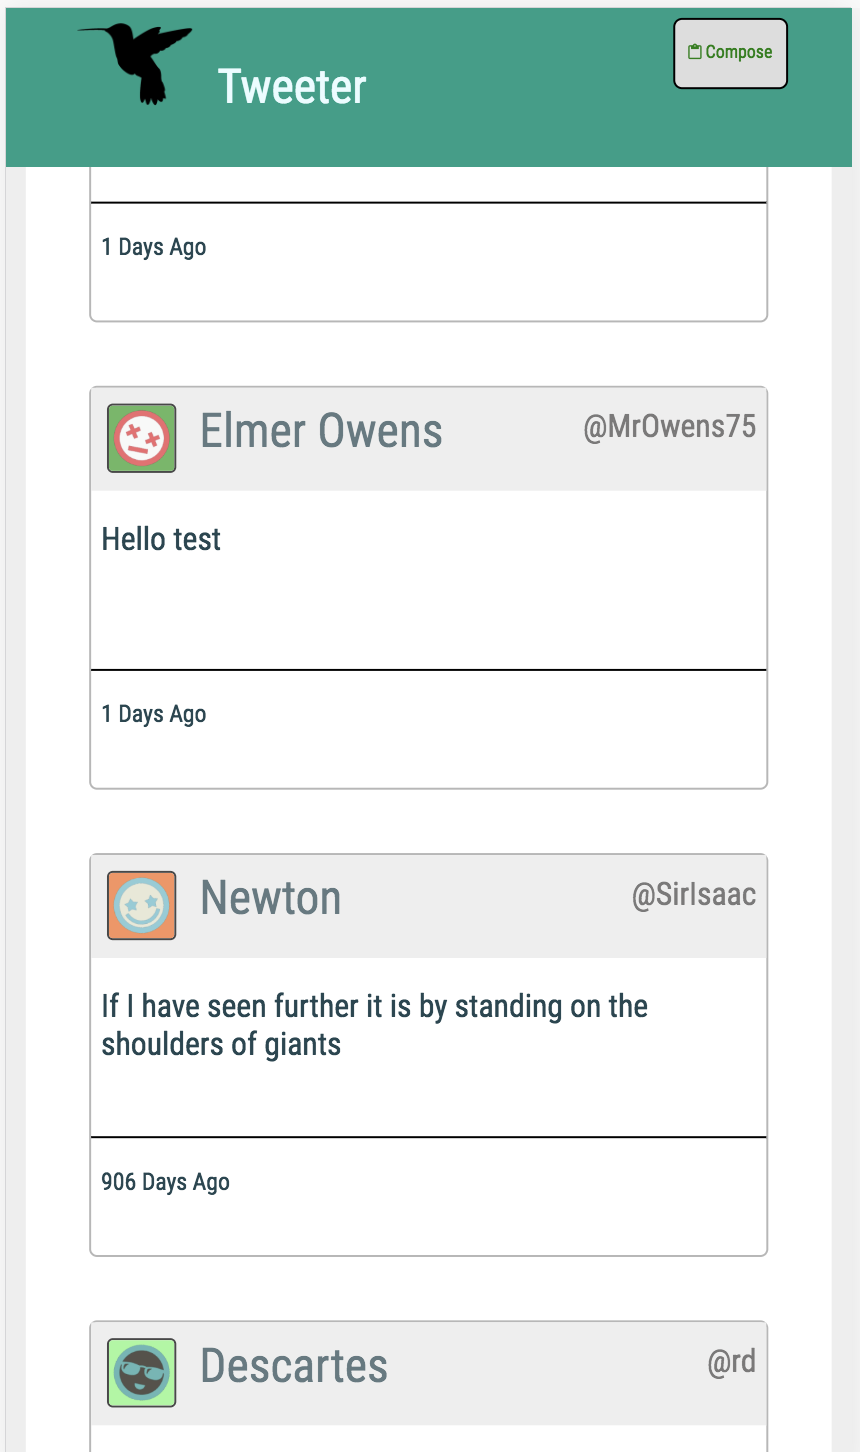 Tweeter
Compose
1 Days Ago
Elmer Owens
@MrOwens75
Hello test
1 Days Ago
Newton
@SirIsaac
If I have seen further it is by standing on the
shoulders of giants
906 Days Ago
Descartes
@rd